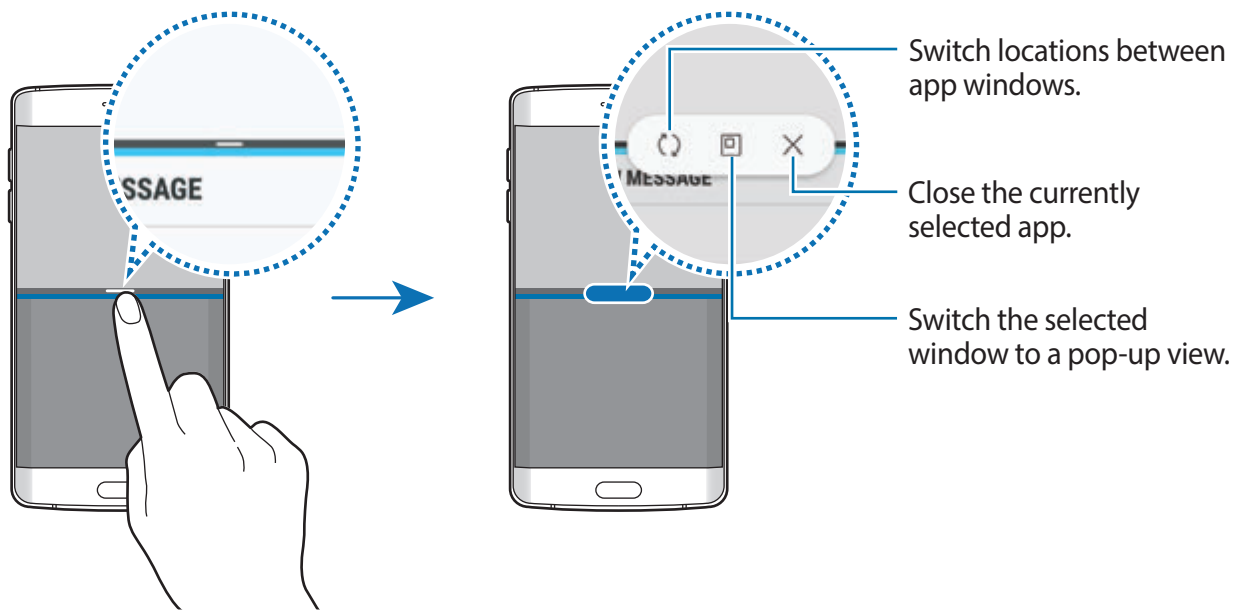 SSAGE
MESSAGE
Switch locations between
app windows.
Close the currently
selected app.
Switch the selected
window to a pop-up view.